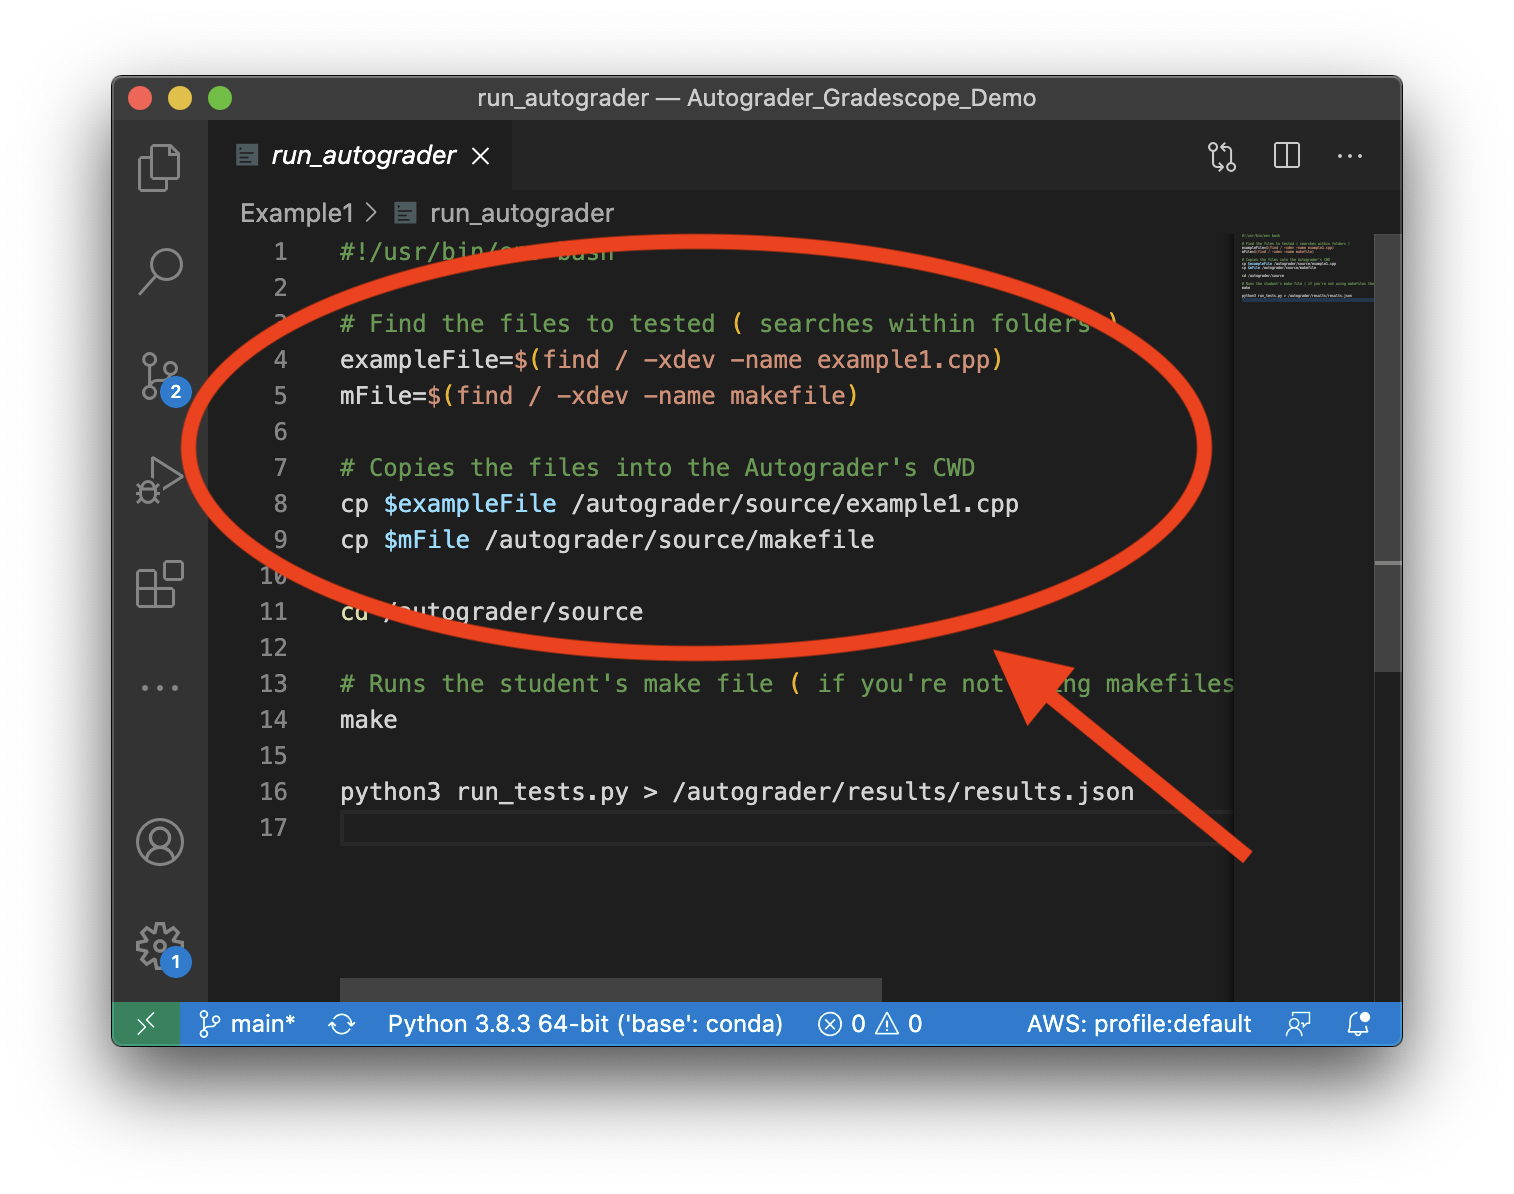 run_autograder — Autograder_Gradescope_Demo
run_autograder
Example1 > run_autograder
1 #!/usr/bin/env bash
2
3 # Find the files to tested ( searches within folders )
4 exampleFile=$(find / -xdev -name example1.cpp)
5 mFile=$(find / -xdev -name makefile)
6
7 # Copies the files into the Autograder's CWD
8 cp $exampleFile /autograder/source/example1.cpp
9 cp $mFile /autograder/source/makefile
10
11 cd /autograder/source
12
13 # Runs the student's make file ( if you're not using makefiles
14 make
15
16 python3 run_tests.py > /autograder/results/results.json
17
2
1
main* Python 3.8.3 64-bit ('base': conda) 0 0 AWS: profile:default